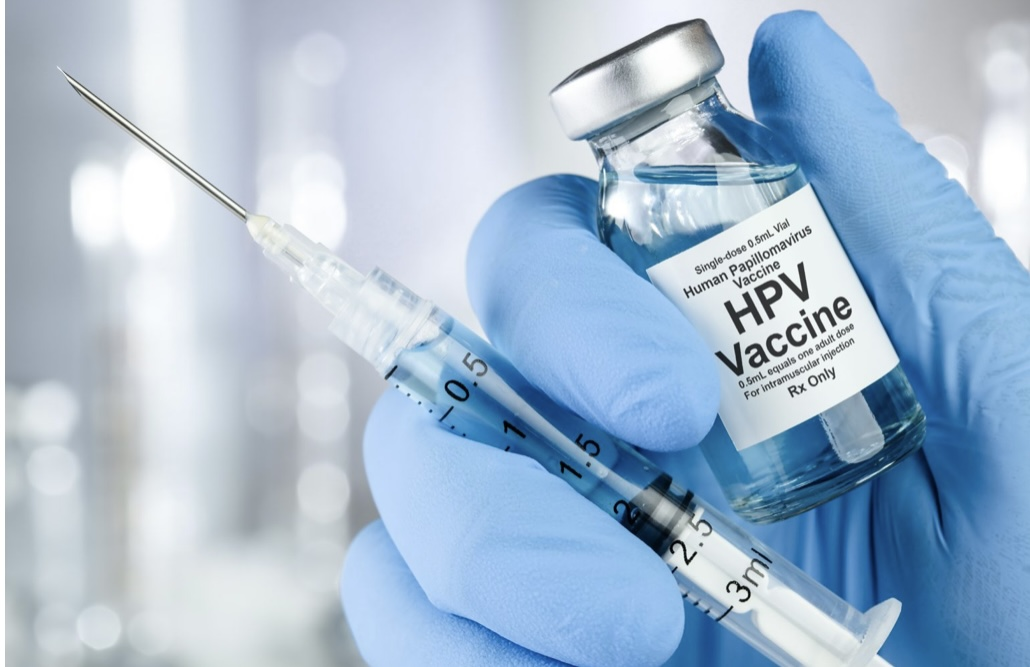 Single-dose 0.5mL Vial
Human Papillomavirus
Vaccine
HPV
Vaccine
0.5mL equals one adult dose
For intramuscular injection
Rx Only
0.5
1
1.5
2
2.5
3ml